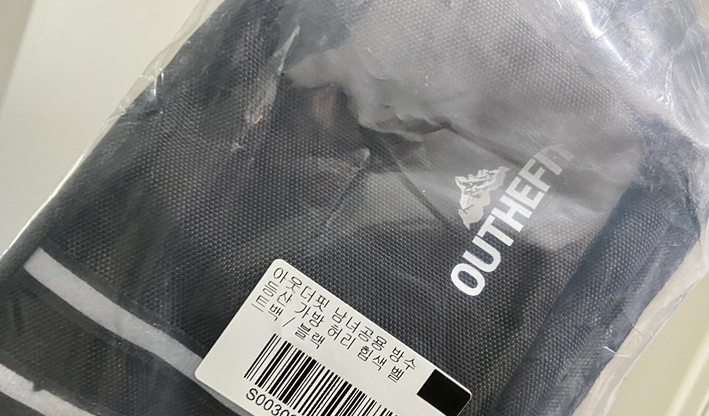 OUTHEFIT
아웃더핏 남녀공용 방수
등산 가방 허리 힙색 벨
트백 / 블랙